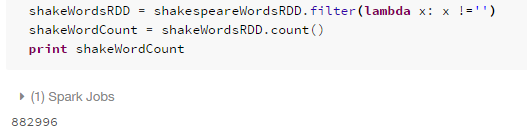 shakeWordsRDD = shakespeareWordsRDD.filter(lambda x: x !='')
shakeWordCount = shakeWordsRDD.count()
print shakeWordCount
(1) Spark Jobs
882996